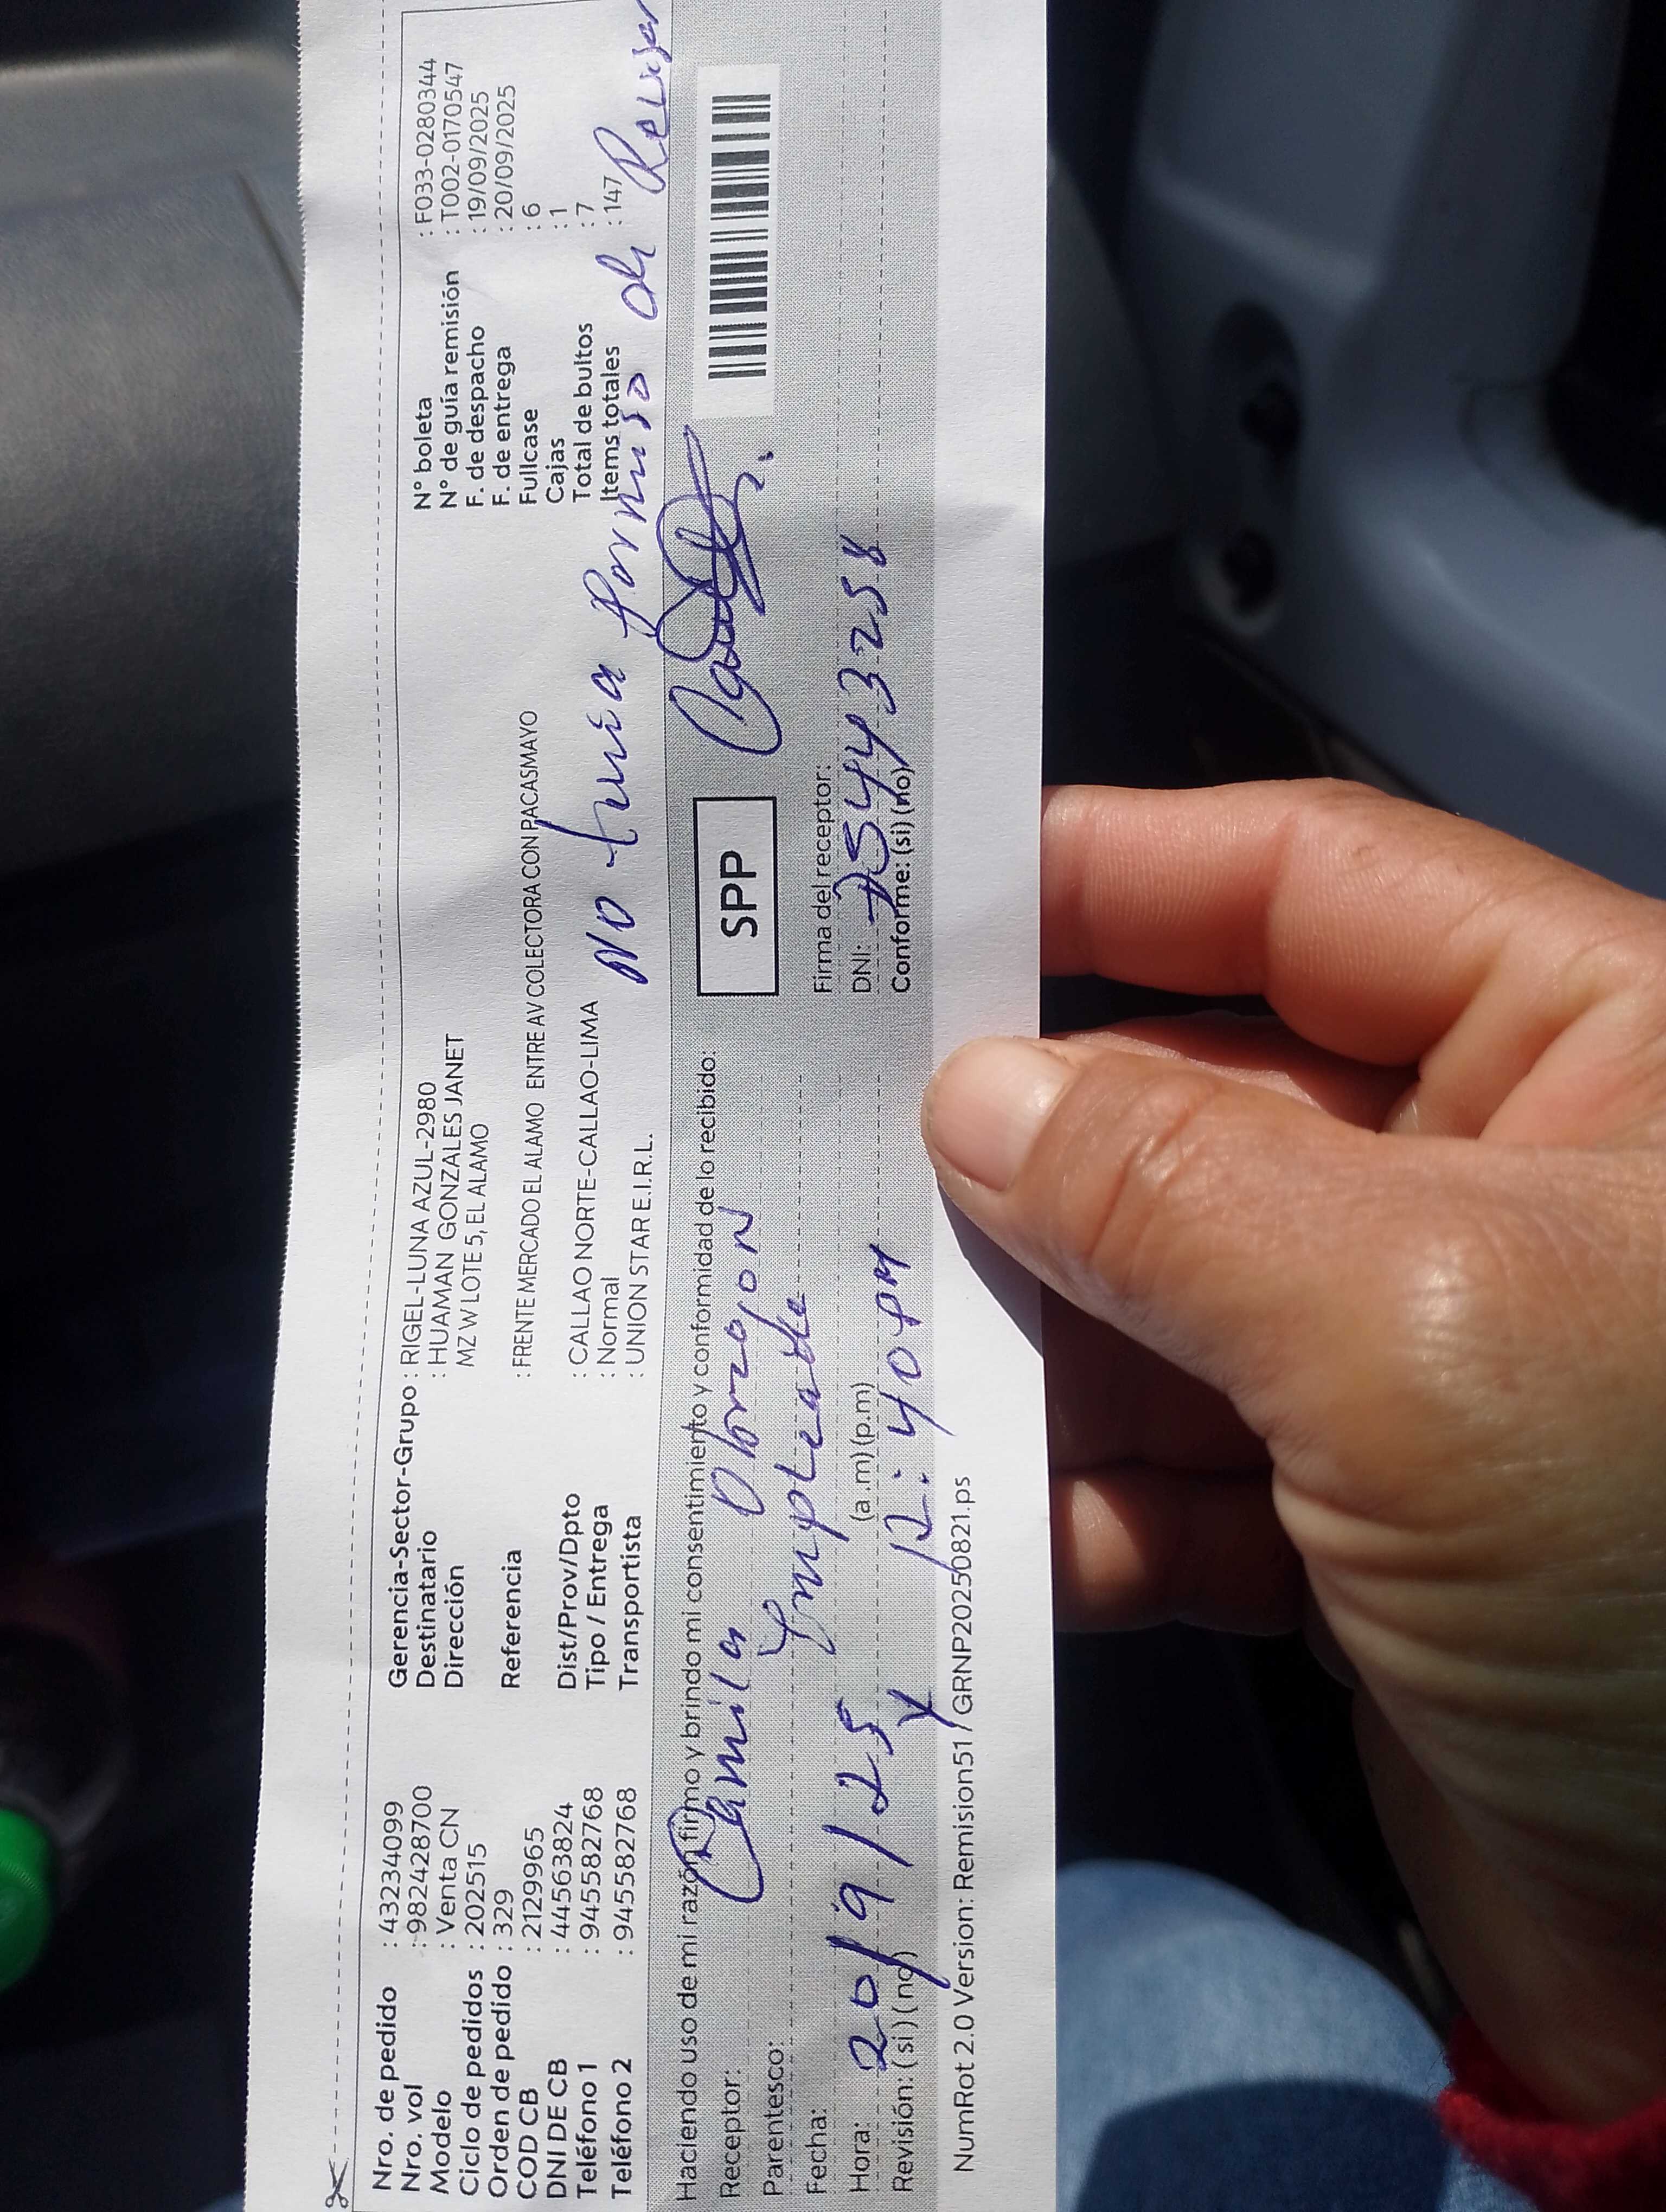 Nro. de pedido : 43234099
Nro. vol : 982428700
Modelo : Venta CN
Ciclo de pedidos : 202515
Orden de pedido : 329
COD CB : 2129965
DNI DE CB : 44563824
Teléfono 1 : 945582768
Teléfono 2 : 945582768
Gerencia-Sector-Grupo : RIGEL-LUNA AZUL-2980
Destinatario : HUAMAN GONZALES JANET
Dirección MZ W LOTE 5, EL ALAMO
Referencia : FRENTE MERCADO EL ALAMO ENTRE AV COLECTORA CON PACASMAYO
Dist/Prov/Dpto : CALLAO NORTE-CALLAO-LIMA
Tipo / Entrega : Normal
Transportista : UNION STAR E.I.R.L.
N° boleta : F033-0280344
N° de guía remisión : T002-0170547
F. de despacho : 19/09/2025
F. de entrega : 20/09/2025
Fullcase : 6
Cajas : 1
Total de bultos : 7
Items totales : 147
No tenia permiso de Revisar
Haciendo uso de mi razón firmo y brindo mi consentimiento y conformidad de lo recibido:
Receptor: Camila
Parentesco: Empleada
Fecha: 20/9/25
Hora: (a.m) (p.m) 12:40 PM
Revisión: (si) (no)
SPP
Firma del receptor:
DNI: 75443258
Conforme: (si) (no)
NumRot 2.0 Version: Remision51 / GRNP20250821.ps